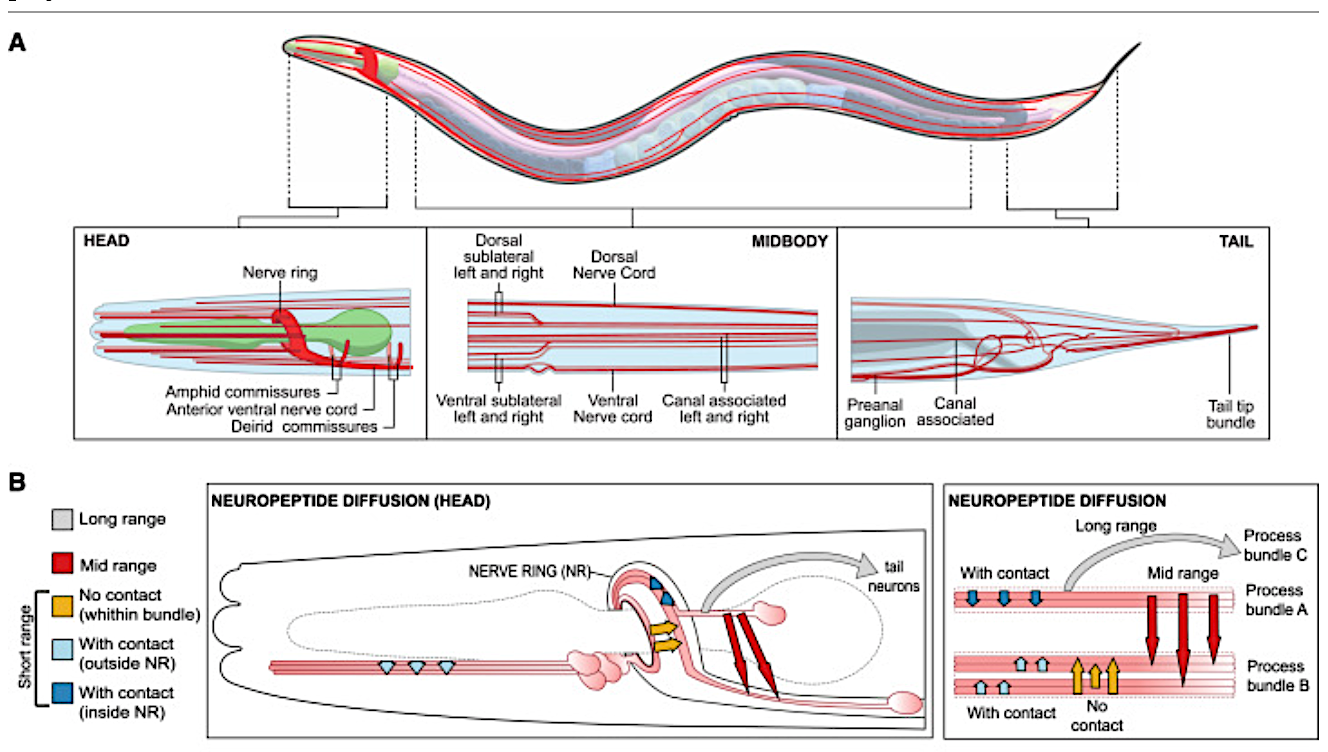 A
HEAD
Nerve ring
Amphid commissures
Anterior ventral nerve cord
Deirid commissures
MIDBODY
Dorsal
sublateral
left and right
Dorsal
Nerve Cord
Ventral sublateral
left and right
Ventral
Nerve cord
Canal associated
left and right
TAIL
Preanal
ganglion
Canal
associated
Tail tip
bundle
B
Long range
Mid range
Short range
No contact
(whithin bundle)
With contact
(outside NR)
With contact
(inside NR)
NEUROPEPTIDE DIFFUSION (HEAD)
NERVE RING (NR)
tail
neurons
NEUROPEPTIDE DIFFUSION
Long range
Process
bundle C
With contact
Mid range
Process
bundle A
Process
bundle B
With contact
No
contact